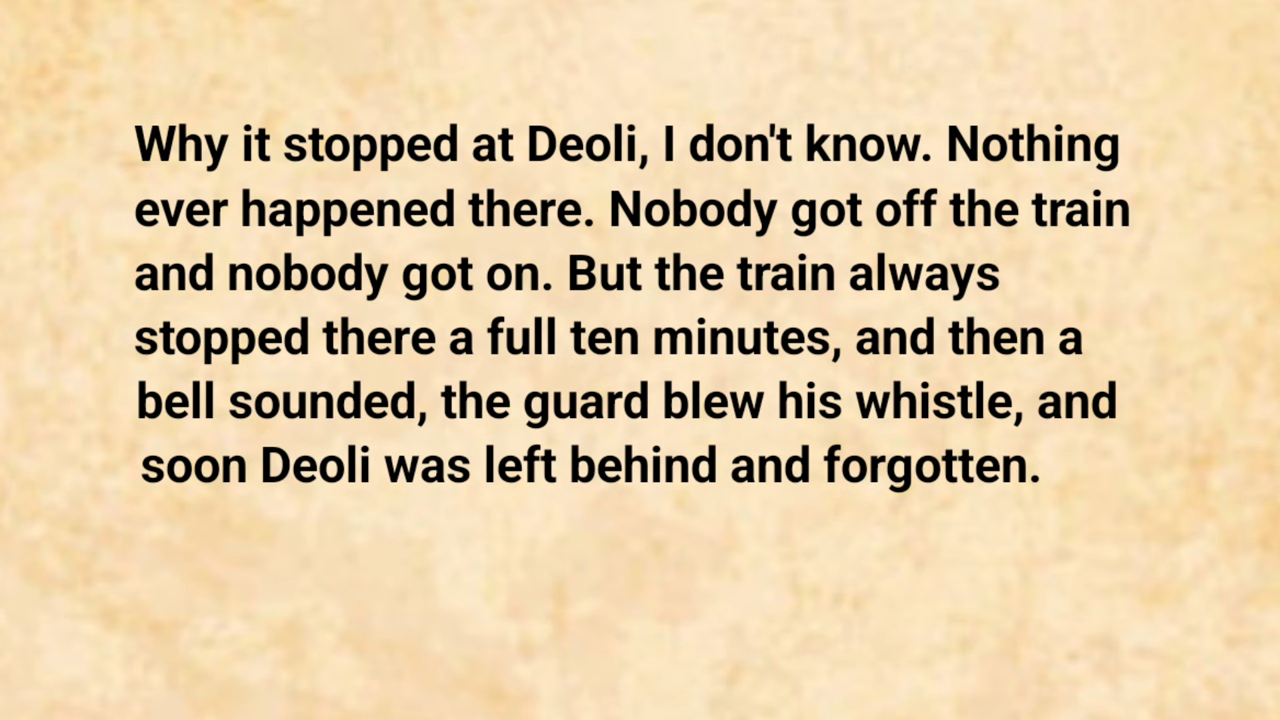 Why it stopped at Deoli, I don't know. Nothing
ever happened there. Nobody got off the train
and nobody got on. But the train always
stopped there a full ten minutes, and then a
bell sounded, the guard blew his whistle, and
soon Deoli was left behind and forgotten.